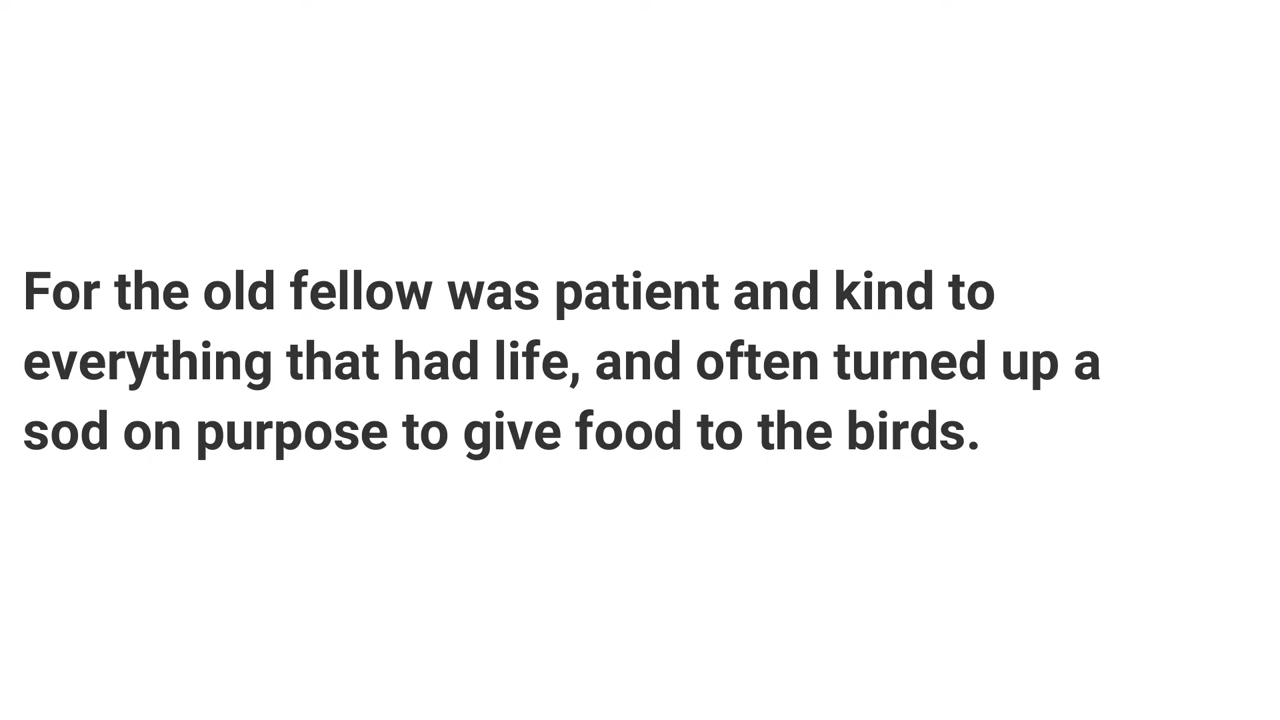 For the old fellow was patient and kind to
everything that had life, and often turned up a
sod on purpose to give food to the birds.